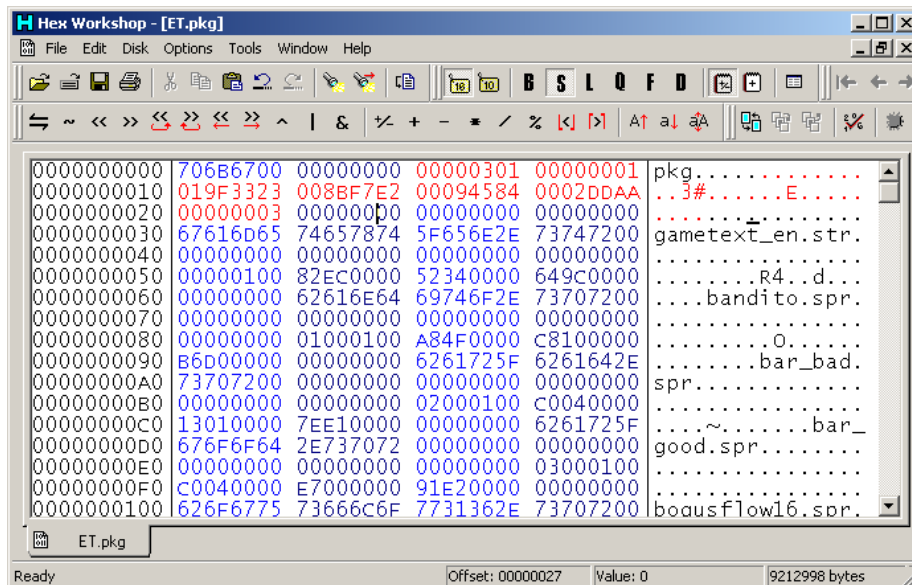 Hex Workshop - [ET.pkg]
File Edit Disk Options Tools Window Help
16 10 B S L Q F D
& +/- + - * / % A a aA
0000000000 706B6700 00000000 00000301 00000001 pkg.............
0000000010 019F3323 008BF7E2 00094584 0002DDAA ..3#......E.....
0000000020 00000003 00000000 00000000 00000000 ................
0000000030 67616D65 74657874 5F656E2E 73747200 gametext_en.str.
0000000040 00000000 00000000 00000000 00000000 ................
0000000050 00000100 82EC0000 52340000 649C0000 ........R4..d...
0000000060 00000000 62616E64 69746F2E 73707200 ....bandito.spr.
0000000070 00000000 00000000 00000000 00000000 ................
0000000080 00000000 01000100 A84F0000 C8100000 .........O......
0000000090 B6D00000 00000000 6261725F 6261642E ........bar_bad.
00000000A0 73707200 00000000 00000000 00000000 spr.............
00000000B0 00000000 00000000 02000100 C0040000 ................
00000000C0 13010000 7EE10000 00000000 6261725F ....~.......bar_
00000000D0 676F6F64 2E737072 00000000 00000000 good.spr........
00000000E0 00000000 00000000 00000000 03000100 ................
00000000F0 C0040000 E7000000 91E20000 00000000 ................
0000000100 626F6775 73666C6F 7731362E 73707200 bogusflow16.spr.
ET.pkg
Ready Offset: 00000027 Value: 0 9212998 bytes